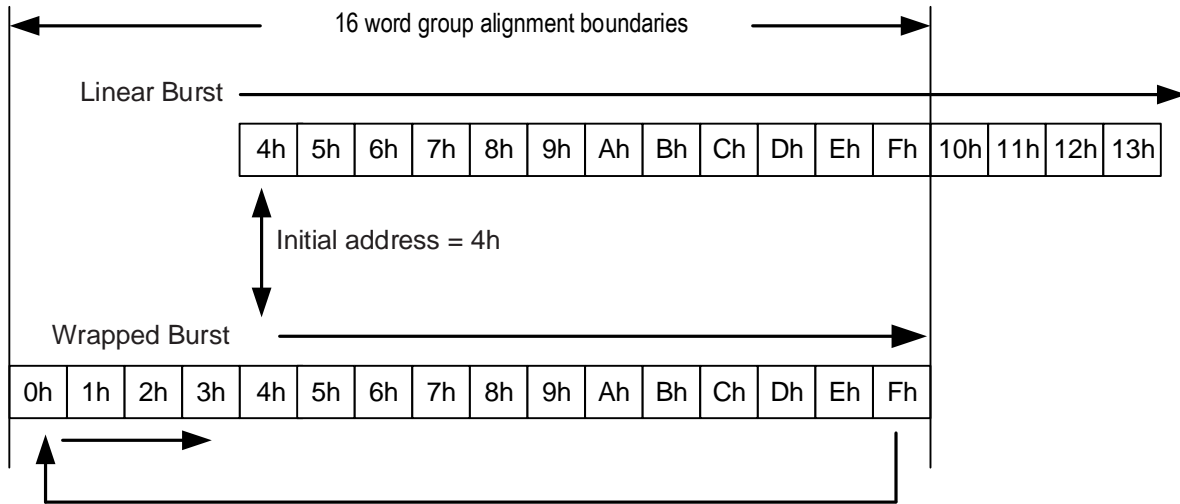 16 word group alignment boundaries
Linear Burst
4h 5h 6h 7h 8h 9h Ah Bh Ch Dh Eh Fh 10h 11h 12h 13h
Initial address = 4h
Wrapped Burst
0h 1h 2h 3h 4h 5h 6h 7h 8h 9h Ah Bh Ch Dh Eh Fh